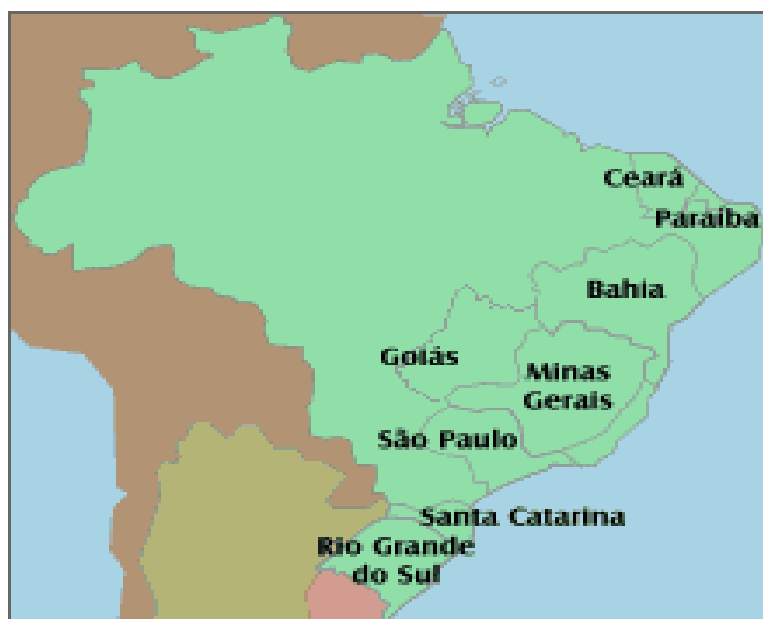 Ceará
Paraíba
Bahia
Goiás
Minas
Gerais
São Paulo
Santa Catarina
Rio Grande
do Sul